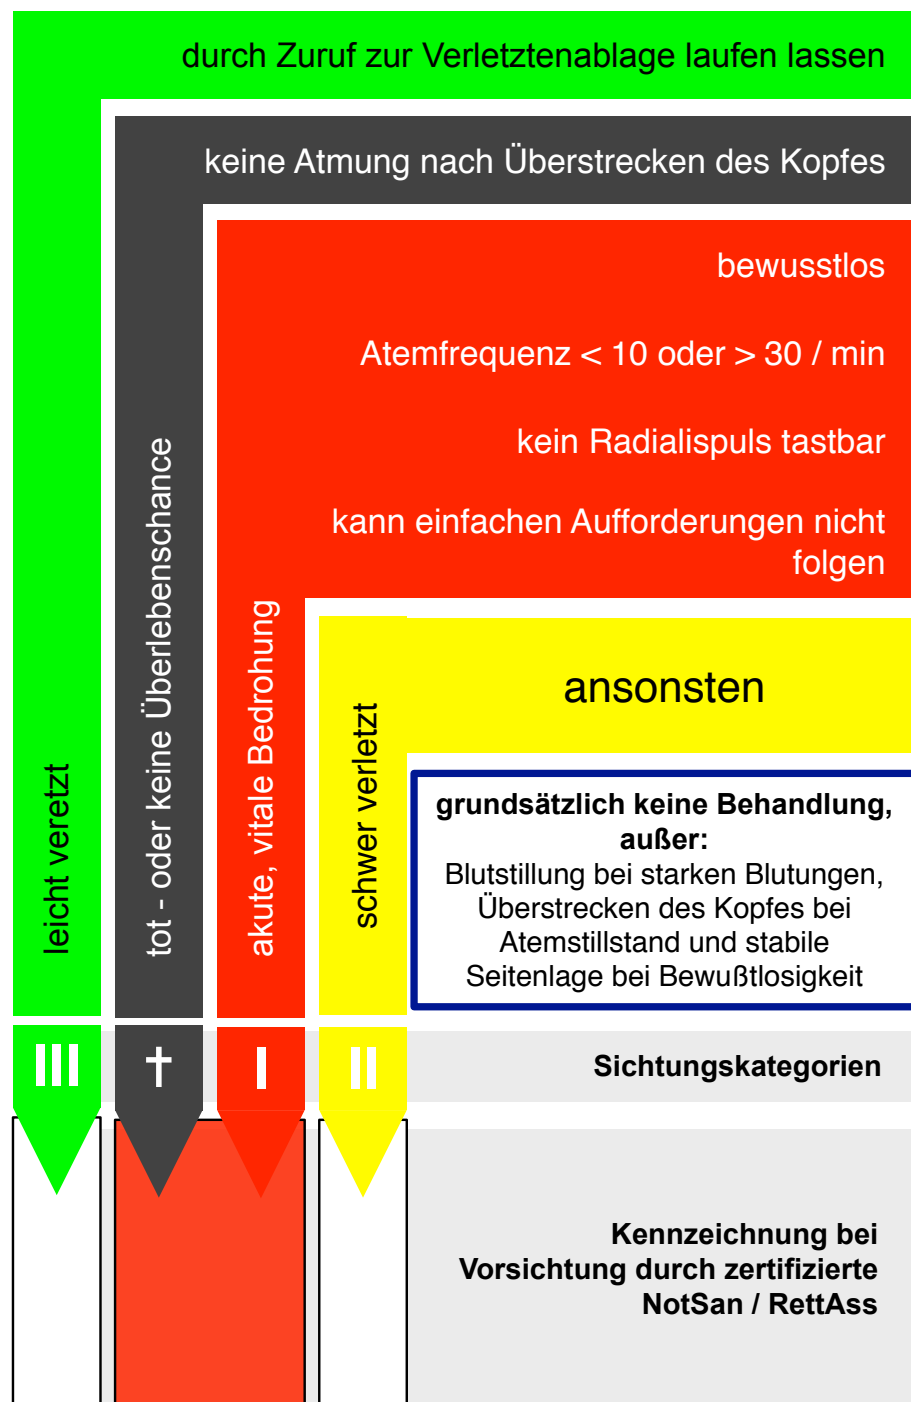 durch Zuruf zur Verletztenablage laufen lassen
keine Atmung nach Überstrecken des Kopfes
bewusstlos
Atemfrequenz < 10 oder > 30 / min
kein Radialispuls tastbar
kann einfachen Aufforderungen nicht
folgen
ansonsten
leicht veretzt
tot - oder keine Überlebenschance
akute, vitale Bedrohung
schwer verletzt
grundsätzlich keine Behandlung,
außer:
Blutstillung bei starken Blutungen,
Überstrecken des Kopfes bei
Atemstillstand und stabile
Seitenlage bei Bewußtlosigkeit
III † I II Sichtungskategorien
Kennzeichnung bei
Vorsichtung durch zertifizierte
NotSan / RettAss